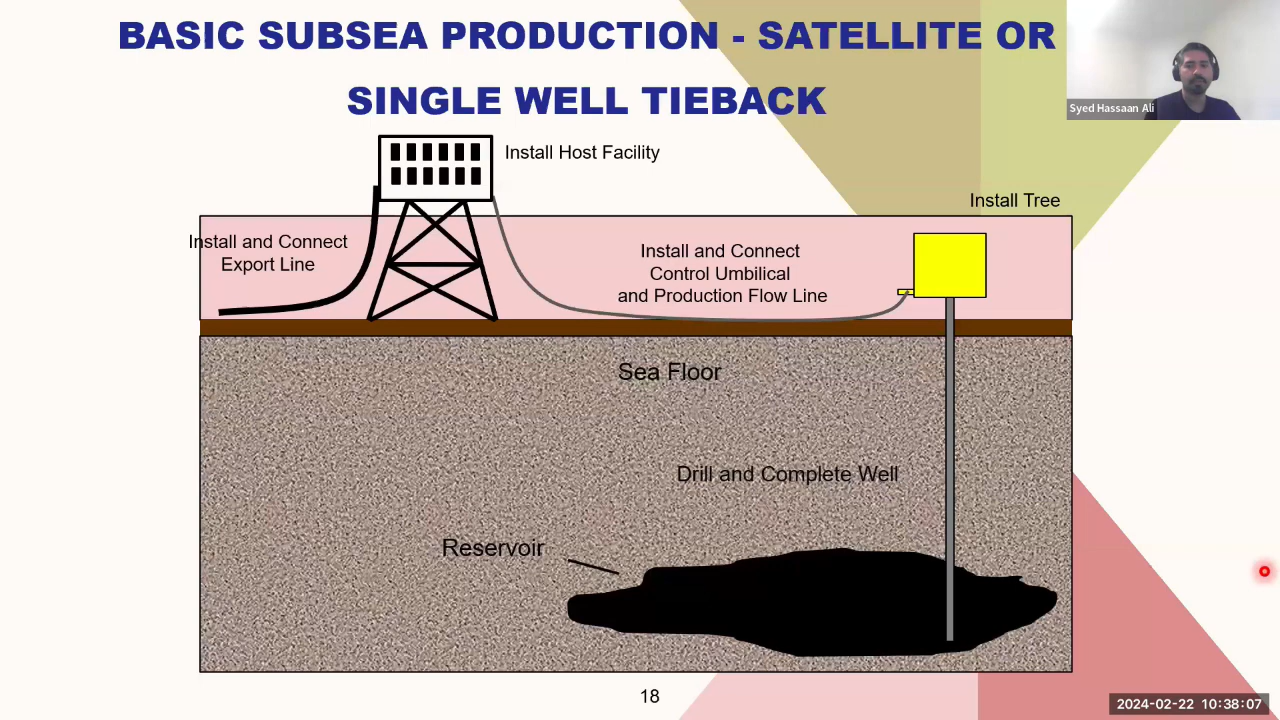 BASIC SUBSEA PRODUCTION - SATELLITE OR
SINGLE WELL TIEBACK
Syed Hassaan Ali
Install Host Facility
Install Tree
Install and Connect
Export Line
Install and Connect
Control Umbilical
and Production Flow Line
Sea Floor
Drill and Complete Well
Reservoir
18
2024-02-22 10:38:07